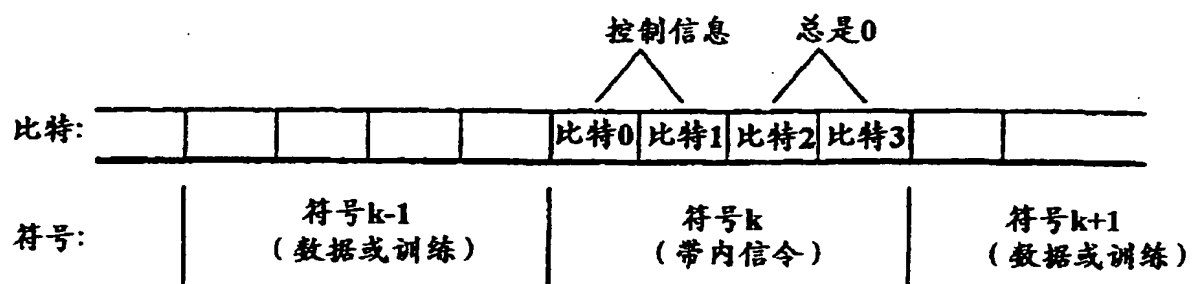 控制信息 总是0
比特: 比特0 比特1 比特2 比特3
符号: 符号k-1 符号k 符号k+1
(数据或训练) (带内信令) (数据或训练)